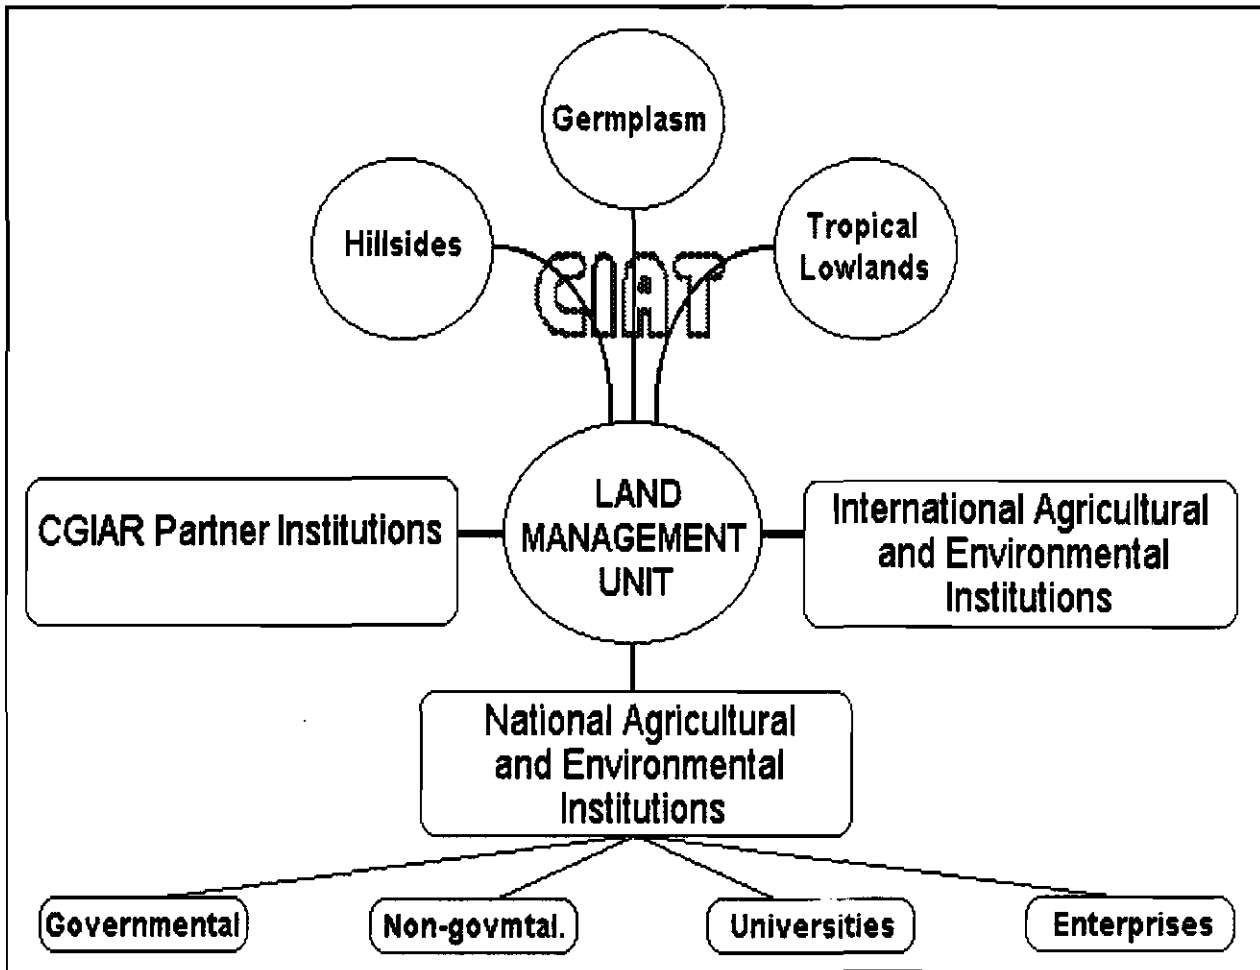 Germplasm
Hillsides
Tropical
Lowlands
CIAT
LAND
MANAGEMENT
UNIT
CGIAR Partner Institutions
International Agricultural
and Environmental
Institutions
National Agricultural
and Environmental
Institutions
Governmental
Non-govmtal.
Universities
Enterprises